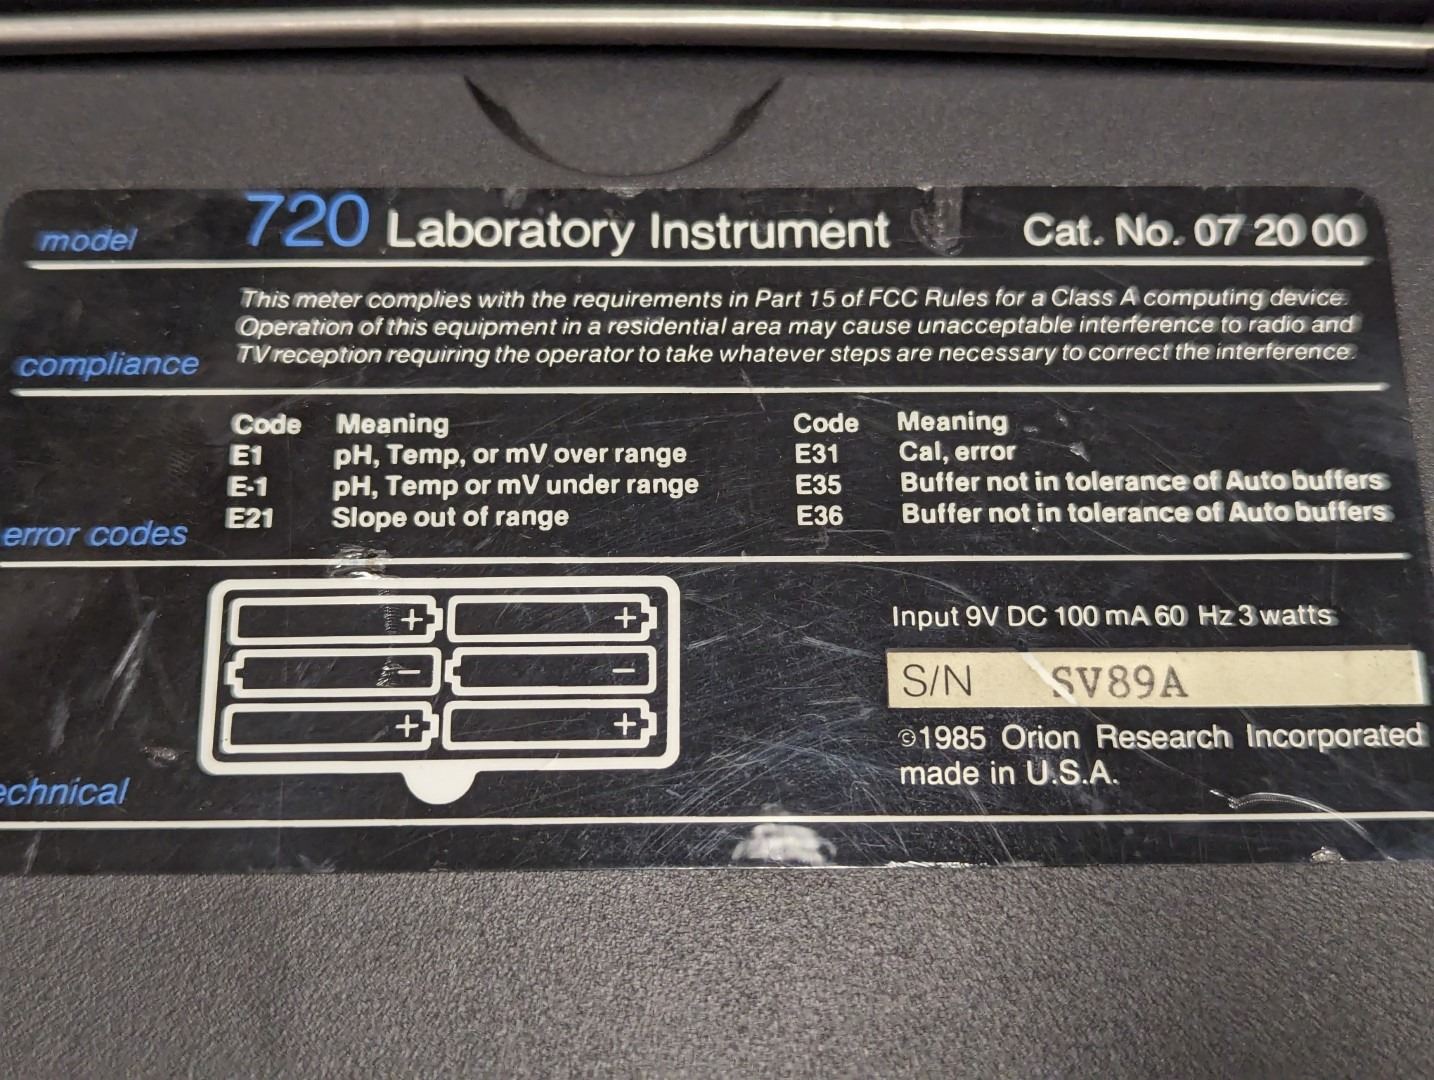 model 720 Laboratory Instrument Cat. No. 07 20 00
This meter complies with the requirements in Part 15 of FCC Rules for a Class A computing device.
Operation of this equipment in a residential area may cause unacceptable interference to radio and
compliance TV reception requiring the operator to take whatever steps are necessary to correct the interference.
Code Meaning Code Meaning
E1 pH, Temp, or mV over range E31 Cal, error
E-1 pH, Temp or mV under range E35 Buffer not in tolerance of Auto buffers
error codes E21 Slope out of range E36 Buffer not in tolerance of Auto buffers
+ +
Input 9V DC 100 mA 60 Hz 3 watts
- -
S/N SV89A
+ +
©1985 Orion Research Incorporated
made in U.S.A.
echnical